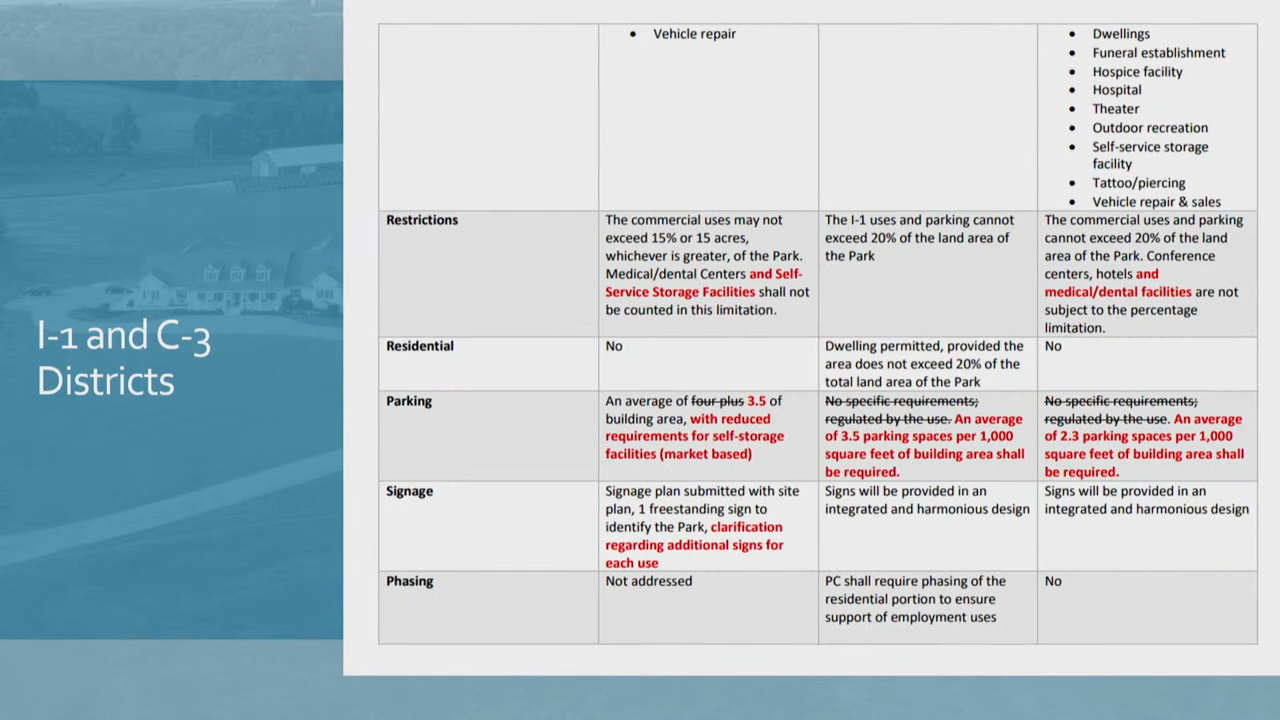 I-1 and C-3
Districts
• Vehicle repair
• Dwellings
• Funeral establishment
• Hospice facility
• Hospital
• Theater
• Outdoor recreation
• Self-service storage
facility
• Tattoo/piercing
• Vehicle repair & sales
Restrictions
The commercial uses may not
exceed 15% or 15 acres,
whichever is greater, of the Park.
Medical/dental Centers and Self-
Service Storage Facilities shall not
be counted in this limitation.
The I-1 uses and parking cannot
exceed 20% of the land area of
the Park
The commercial uses and parking
cannot exceed 20% of the land
area of the Park. Conference
centers, hotels and
medical/dental facilities are not
subject to the percentage
limitation.
Residential
No
Dwelling permitted, provided the
area does not exceed 20% of the
total land area of the Park
No
Parking
An average of four plus 3.5 of
building area, with reduced
requirements for self-storage
facilities (market based)
No specific requirements;
regulated by the use. An average
of 3.5 parking spaces per 1,000
square feet of building area shall
be required.
No specific requirements;
regulated by the use. An average
of 2.3 parking spaces per 1,000
square feet of building area shall
be required.
Signage
Signage plan submitted with site
plan, 1 freestanding sign to
identify the Park, clarification
regarding additional signs for
each use
Signs will be provided in an
integrated and harmonious design
Signs will be provided in an
integrated and harmonious design
Phasing
Not addressed
PC shall require phasing of the
residential portion to ensure
support of employment uses
No